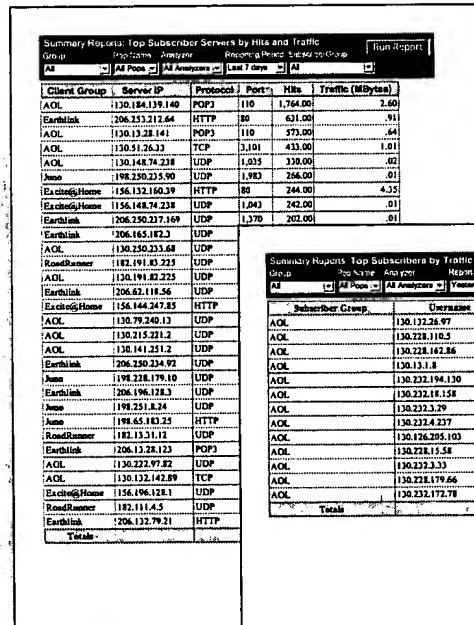 Summary Reports: Top Subscriber Servers by Hits and Traffic
Group Pop Name Analyzer Reporting Period Subscriber Group Run Report
All All Pops All Analyzers Last 7 days All
Client Group Server IP Protocol Port Hits Traffic (MBytes)
AOL 130.184.139.140 POP3 110 1,764.00 2.60
Earthlink 206.253.212.64 HTTP 80 631.00 .91
AOL 130.13.28.141 POP3 110 573.00 .64
AOL 130.51.26.33 TCP 3,101 433.00 1.01
AOL 130.148.74.238 UDP 1,035 330.00 .02
Juno 198.250.235.90 UDP 1,983 266.00 .01
Excite@Home 156.132.160.39 HTTP 80 244.00 4.35
Excite@Home 156.148.74.238 UDP 1,043 242.00 .01
Earthlink 206.250.237.169 UDP 1,370 202.00 .01
Earthlink 206.165.182.3 UDP
AOL 130.250.233.68 UDP
RoadRunner 182.191.83.225 UDP
AOL 130.191.82.225 UDP
Earthlink 206.62.118.56 UDP
Excite@Home 156.144.247.85 HTTP
AOL 130.79.240.13 UDP
AOL 130.215.221.2 UDP
AOL 130.141.251.2 UDP
Earthlink 206.250.234.92 UDP
Juno 198.228.179.10 UDP
Earthlink 206.196.128.3 UDP
Juno 198.251.8.24 UDP
Juno 198.65.183.25 HTTP
RoadRunner 182.13.31.12 UDP
Earthlink 206.13.28.123 POP3
AOL 130.222.97.82 UDP
AOL 130.132.142.89 TCP
Excite@Home 156.196.128.1 UDP
RoadRunner 182.111.4.5 UDP
Earthlink 206.132.79.21 HTTP
Totals
Summary Reports Top Subscribers by Traffic
Group Pop Name Analyzer Report
All All Pops All Analyzers Yester
Subscriber Group Username
AOL 130.132.26.97
AOL 130.228.110.5
AOL 130.228.162.86
AOL 130.13.1.8
AOL 130.232.194.130
AOL 130.232.18.158
AOL 130.232.3.29
AOL 130.232.4.237
AOL 130.126.205.103
AOL 130.228.15.58
AOL 130.232.3.33
AOL 130.228.179.66
AOL 130.232.172.78
Totals